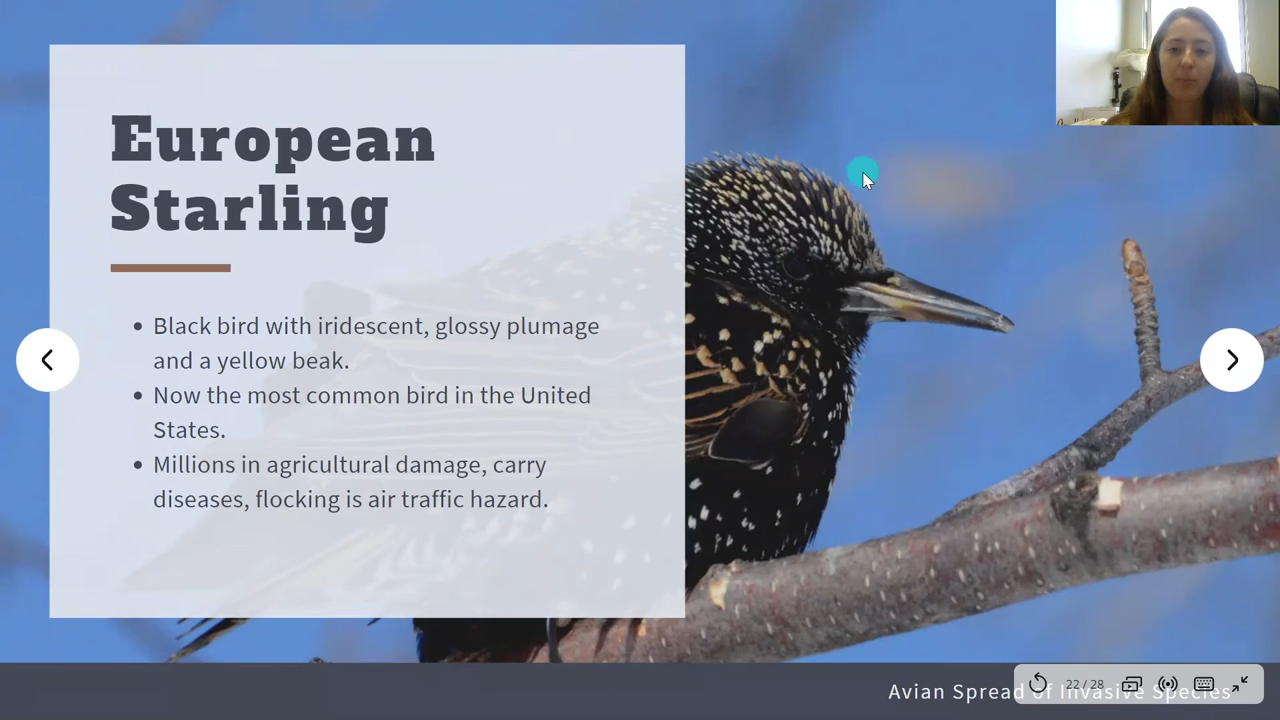 European
Starling
• Black bird with iridescent, glossy plumage
and a yellow beak.
• Now the most common bird in the United
States.
• Millions in agricultural damage, carry
diseases, flocking is air traffic hazard.
22 / 28
Avian Spread of Invasive Species